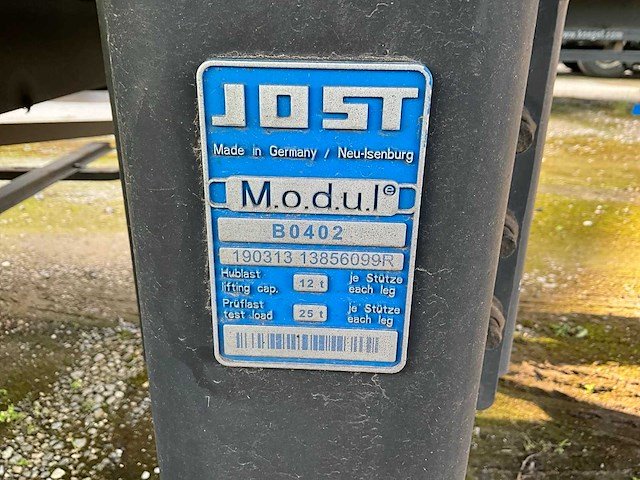 JOST
Made in Germany / Neu-Isenburg
M.o.d.u.l®
B0402
190313 13856099R
Hublast 12 t je Stütze
lifting cap. each leg
Prüflast 25 t je Stütze
test load each leg